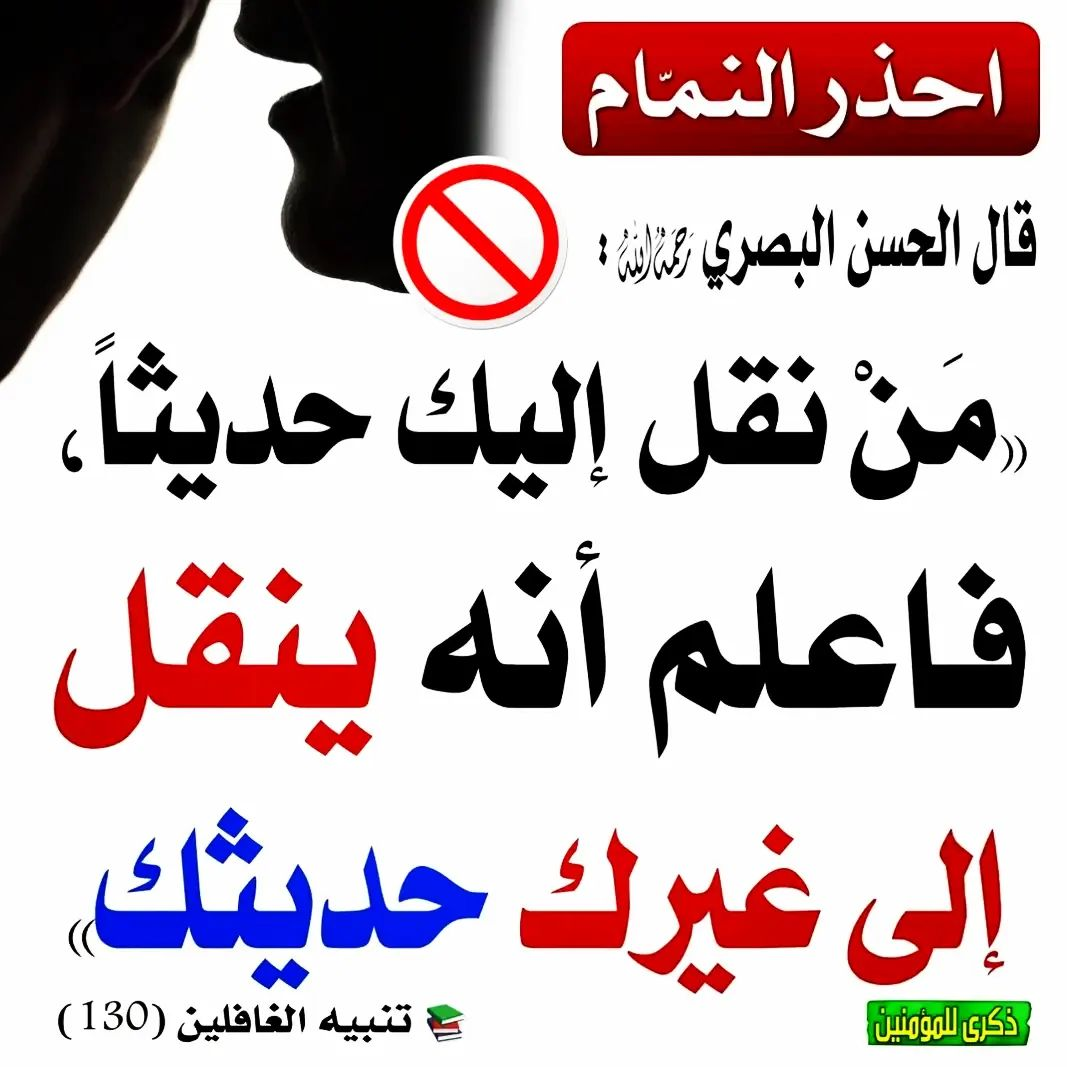 احذر النمّام
قال الحسن البصري رحمه الله :
«مَنْ نقل إليك حديثاً،
فاعلم أنه ينقل
إلى غيرك حديثك»
تنبيه الغافلين (130)
ذكرى للمؤمنين